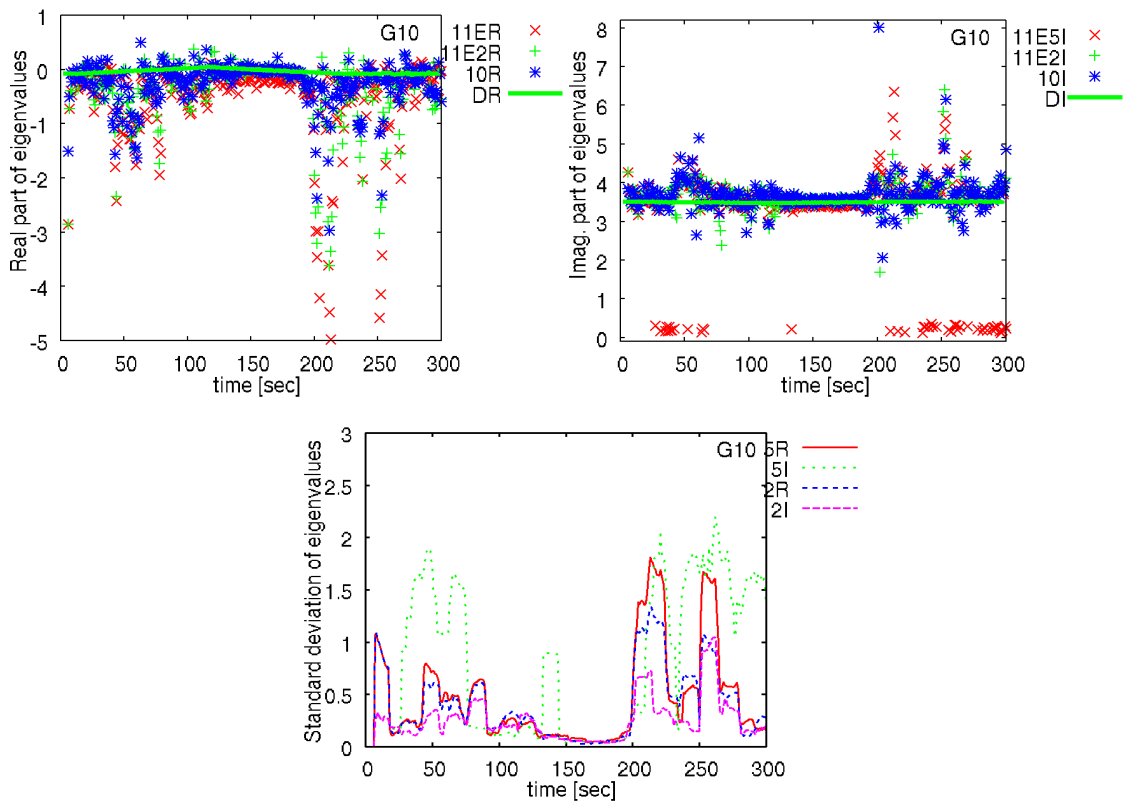 G10
11ER
11E2R
10R
DR
1
0
-1
-2
-3
-4
-5
Real part of eigenvalues
0 50 100 150 200 250 300
time [sec]
G10
11E5I
11E2I
10I
DI
8
7
6
5
4
3
2
1
0
Imag. part of eigenvalues
0 50 100 150 200 250 300
time [sec]
G10 5R
5I
2R
2I
3
2.5
2
1.5
1
0.5
0
Standard deviation of eigenvalues
0 50 100 150 200 250 300
time [sec]